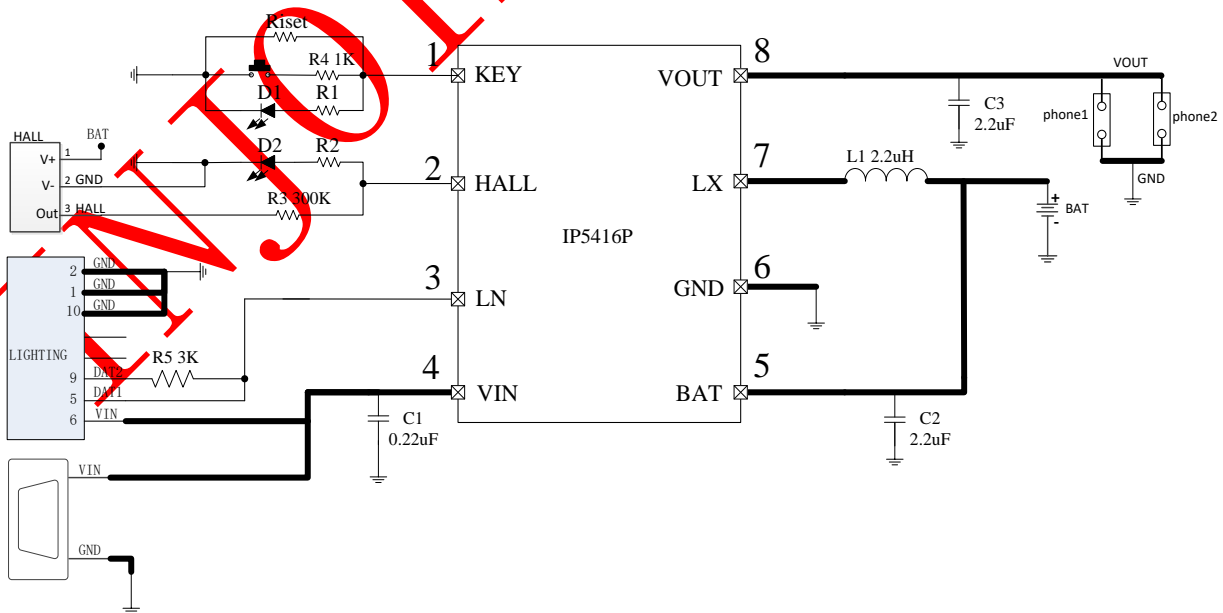 Riset
R4 1K
D1
R1
1
KEY
HALL
BAT
V+
1
V-
2
GND
Out
3
HALL
D2
R2
R3 300K
2
HALL
IP5416P
8
VOUT
VOUT
C3
2.2uF
phone1
phone2
GND
7
LX
L1 2.2uH
+
-
BAT
6
GND
5
BAT
C2
2.2uF
3
LN
4
VIN
C1
0.22uF
2
GND
1
GND
10
GND
LIGHTING
R5 3K
9
DAT2
5
DAT1
6
VIN
VIN
GND